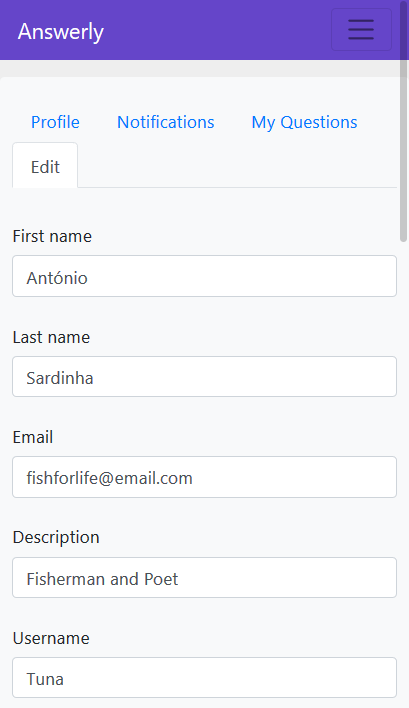 Answerly
Profile Notifications My Questions
Edit
First name
António
Last name
Sardinha
Email
fishforlife@email.com
Description
Fisherman and Poet
Username
Tuna